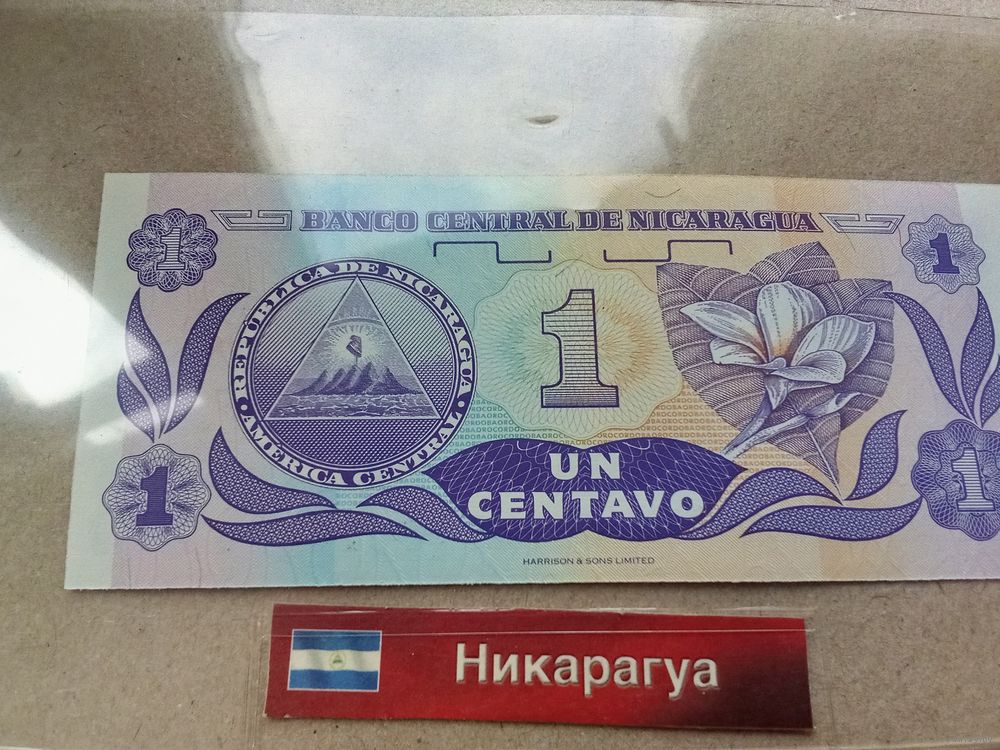 BANCO CENTRAL DE NICARAGUA
1
1
REPUBLICA DE NICARAGUA
AMERICA CENTRAL
1
1
1
UN
CENTAVO
HARRISON & SONS LIMITED
Никарагуа